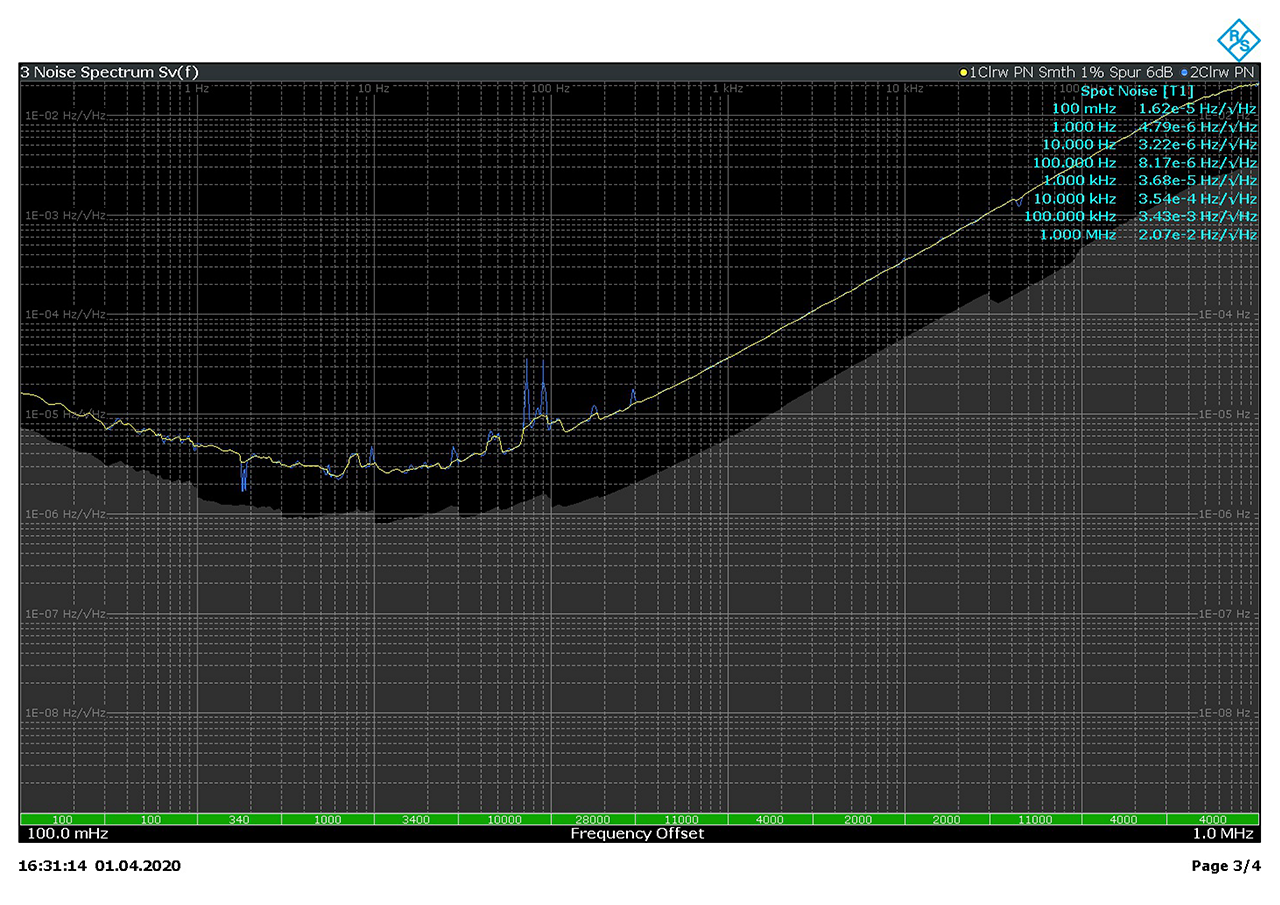 R&S
3 Noise Spectrum Sv(f) 1Clrw PN Smth 1% Spur 6dB 2Clrw PN
1 Hz 10 Hz 100 Hz 1 kHz 10 kHz 100
Spot Noise [T1]
100 mHz 1.62e-5 Hz/√Hz
1E-02 Hz/√Hz 1E-02 Hz
1.000 Hz 4.79e-6 Hz/√Hz
10.000 Hz 3.22e-6 Hz/√Hz
100.000 Hz 8.17e-6 Hz/√Hz
1.000 kHz 3.68e-5 Hz/√Hz
10.000 kHz 3.54e-4 Hz/√Hz
1E-03 Hz/√Hz 100.000 kHz 3.43e-3 Hz/√Hz
1.000 MHz 2.07e-2 Hz/√Hz
1E-04 Hz/√Hz 1E-04 Hz
1E-05 Hz/√Hz 1E-05 Hz
1E-06 Hz/√Hz 1E-06 Hz
1E-07 Hz/√Hz 1E-07 Hz
1E-08 Hz/√Hz 1E-08 Hz
100 100 340 1000 3400 10000 28000 11000 4000 2000 2000 11000 4000 4000
100.0 mHz Frequency Offset 1.0 MHz
16:31:14 01.04.2020 Page 3/4